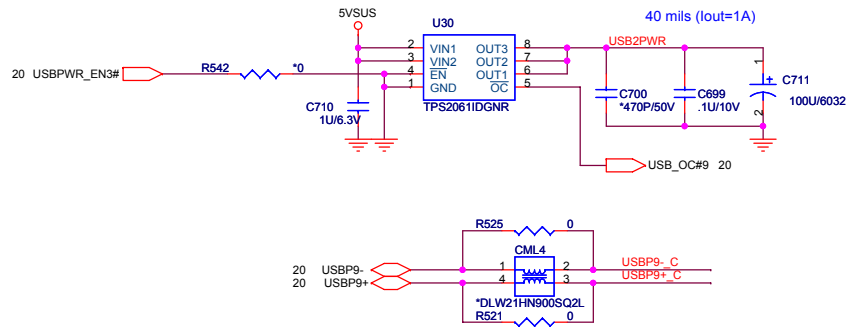 5VSUS
U30
40 mils (Iout=1A)
20 USBPWR_EN3#
R542
*0
2 VIN1 OUT3 8
3 VIN2 OUT2 7
4 EN OUT1 6
1 GND OC 5
TPS2061IDGNR
USB2PWR
C710
1U/6.3V
C700
*470P/50V
C699
.1U/10V
1
+
C711
100U/6032
2
USB_OC#9 20
R525
0
CML4
20 USBP9-
20 USBP9+
1 2
4 3
USBP9-_C
USBP9+_C
*DLW21HN900SQ2L
R521
0